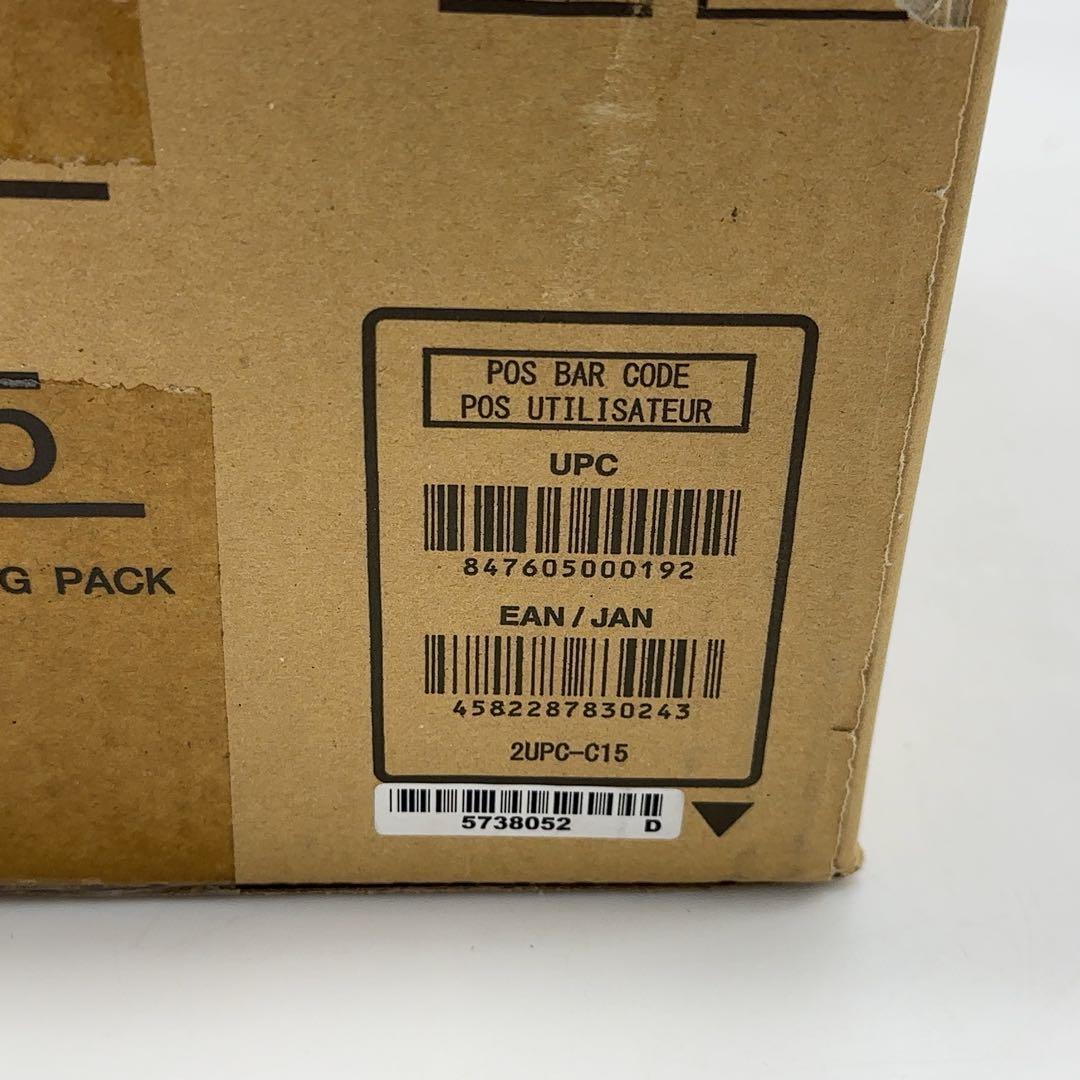 G PACK
POS BAR CODE
POS UTILISATEUR
UPC
847605000192
EAN/JAN
4582287830243
2UPC-C15
5738052 D